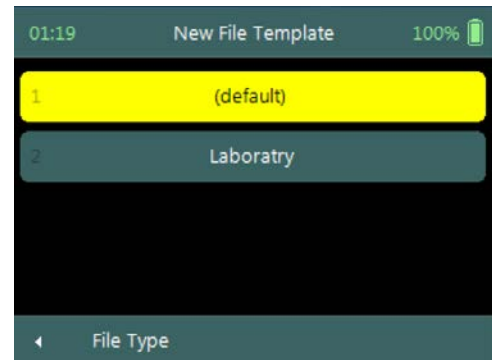 01:19 New File Template 100%
1 (default)
2 Laboratry
File Type